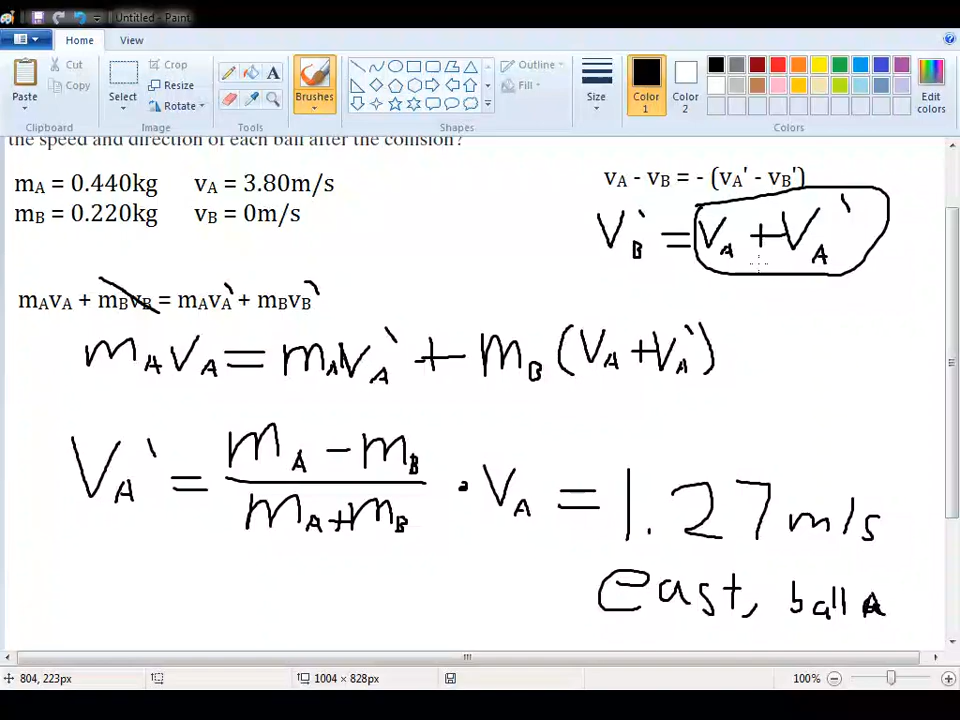 Untitled - Paint
Home View
Paste
Select
Crop
Resize
Rotate
Brushes
Outline
Fill
Size
Color 1
Color 2
Edit colors
Clipboard Image Tools Shapes Colors
the speed and direction of each ball after the collision?
mA = 0.440kg vA = 3.80m/s
mB = 0.220kg vB = 0m/s
vA - vB = - (vA' - vB')
VB' = VA + VA'
mAvA + mBvB = mAvA' + mBvB'
mAVA = mAVA' + mB (VA + VA')
VA' = mA - mB / mA + mB · VA = 1.27 m/s
east, ball A
804, 223px
1004 × 828px
100%